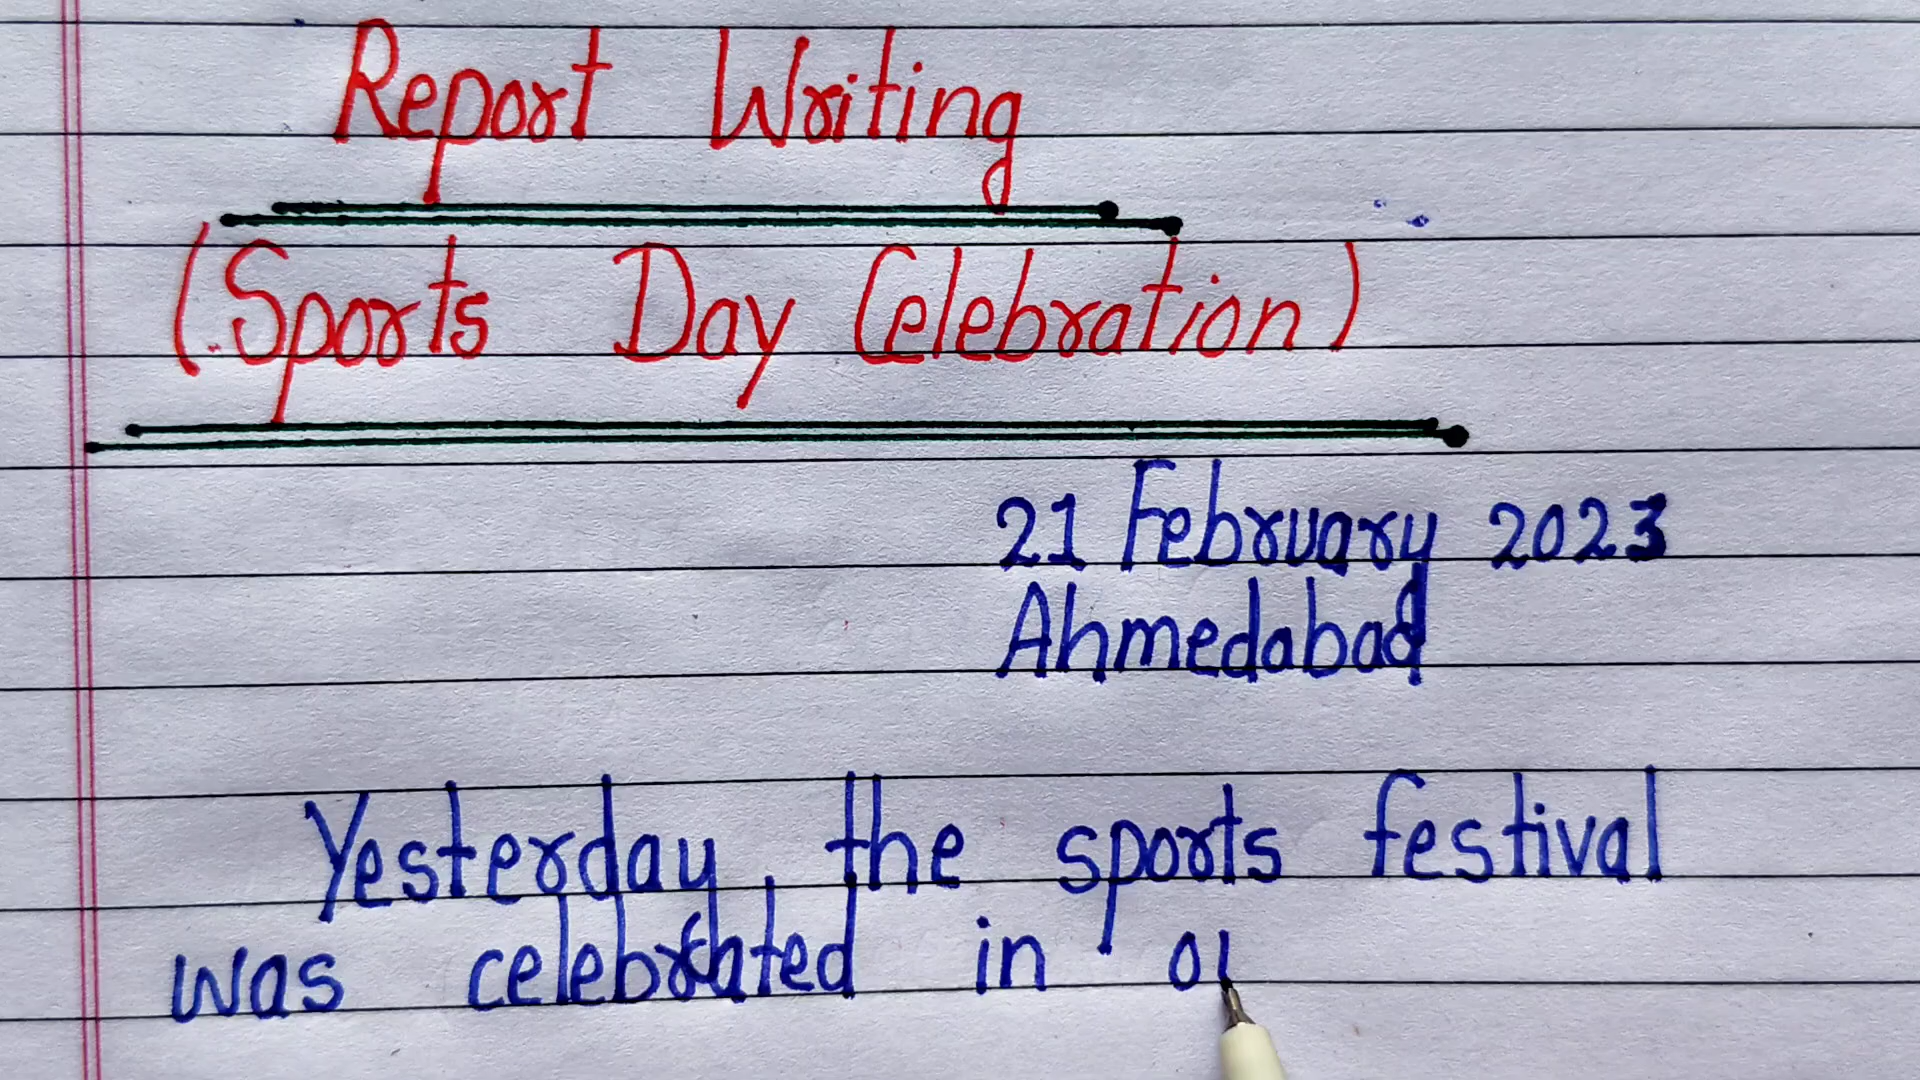 Report Writing
(Sports Day Celebration)
21 February 2023
Ahmedabad
Yesterday, the sports festival
was celebrated in